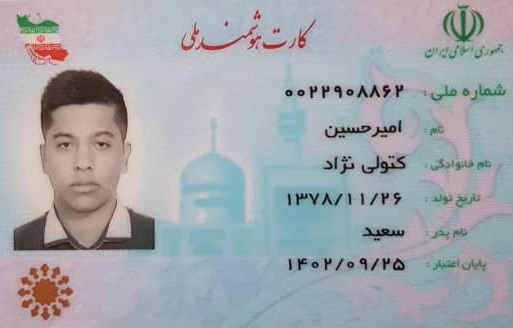 کارت هوشمند ملی
جمهوری اسلامی ایران
شماره ملی: ۰۰۲۲۹۰۸۸۶۲
نام: امیرحسین
نام خانوادگی: کتولی نژاد
تاریخ تولد: ۱۳۷۸/۱۱/۲۶
نام پدر: سعید
پایان اعتبار: ۱۴۰۲/۰۹/۲۵